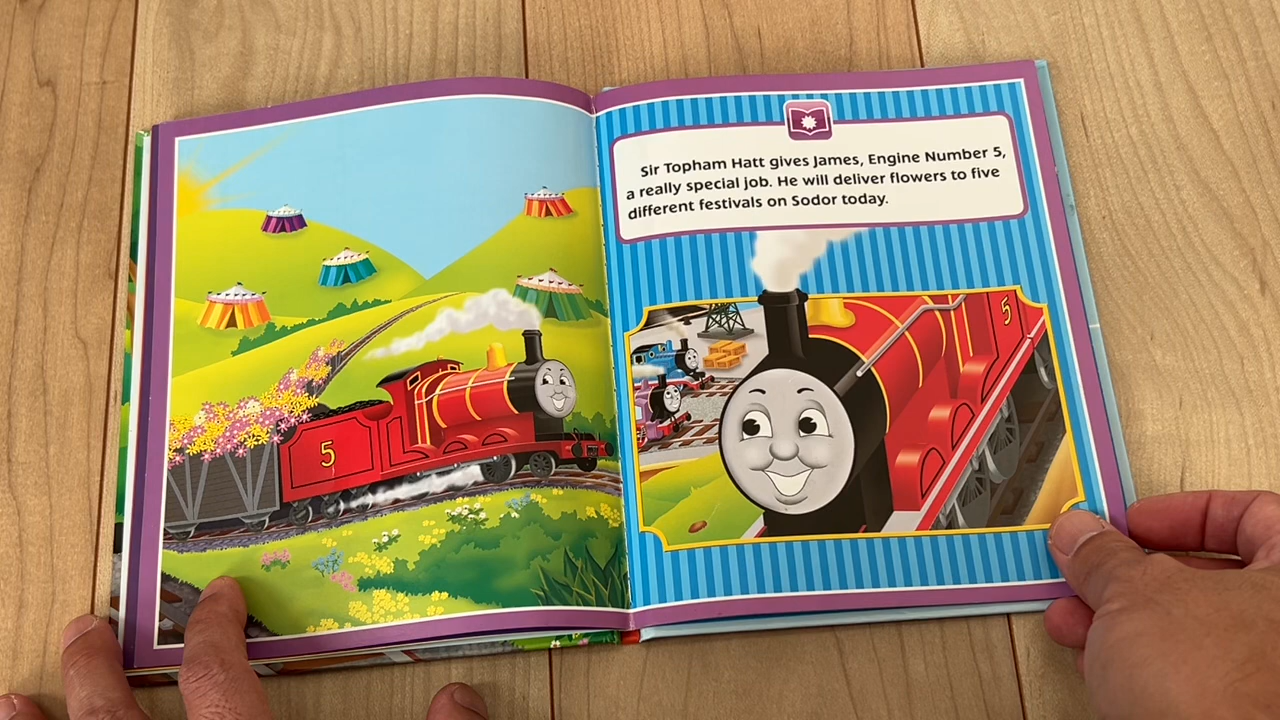 Sir Topham Hatt gives James, Engine Number 5,
a really special job. He will deliver flowers to five
different festivals on Sodor today.
5
5